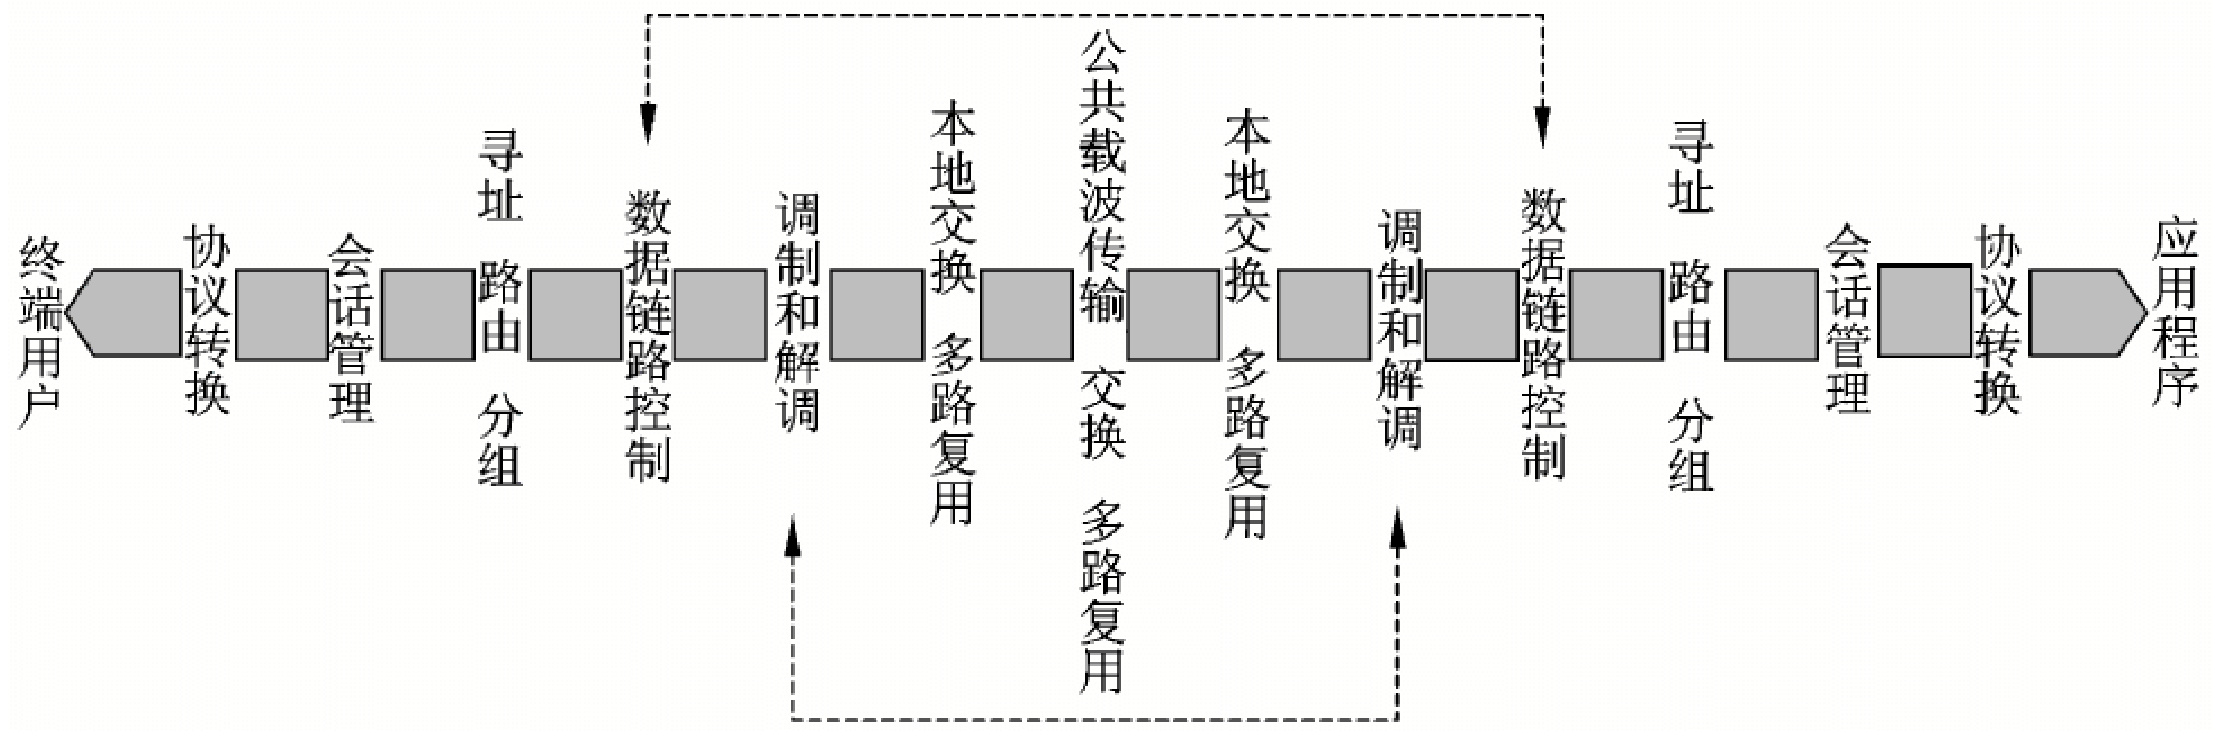 终端用户
协议转换
会话管理
寻址 路由 分组
数据链路控制
调制和解调
本地交换 多路复用
公共载波传输 交换 多路复用
本地交换 多路复用
调制和解调
数据链路控制
寻址 路由 分组
会话管理
协议转换
应用程序